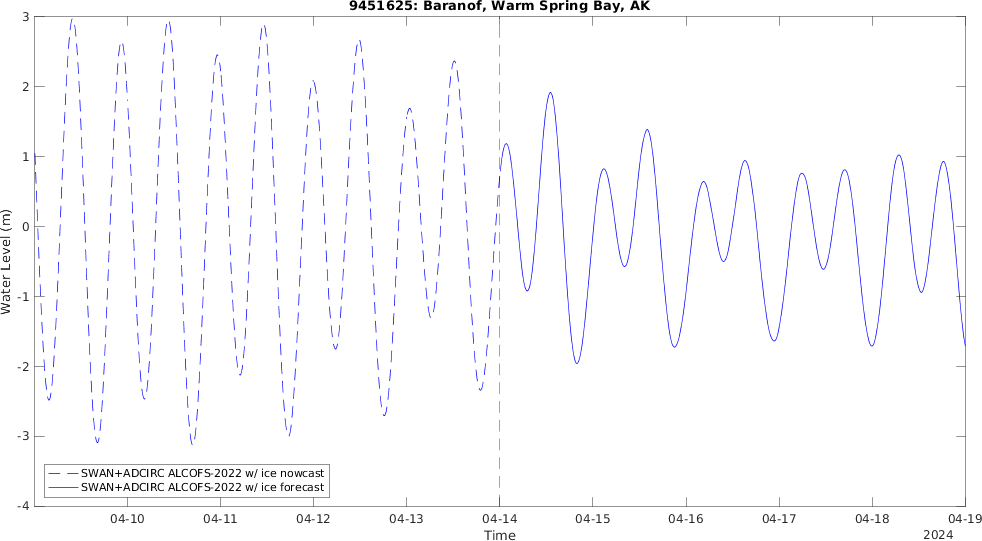 9451625: Baranof, Warm Spring Bay, AK
3
2
1
0
-1
-2
-3
-4
Water Level (m)
SWAN+ADCIRC ALCOFS-2022 w/ ice nowcast
SWAN+ADCIRC ALCOFS-2022 w/ ice forecast
04-10 04-11 04-12 04-13 04-14 04-15 04-16 04-17 04-18 04-19
Time
2024